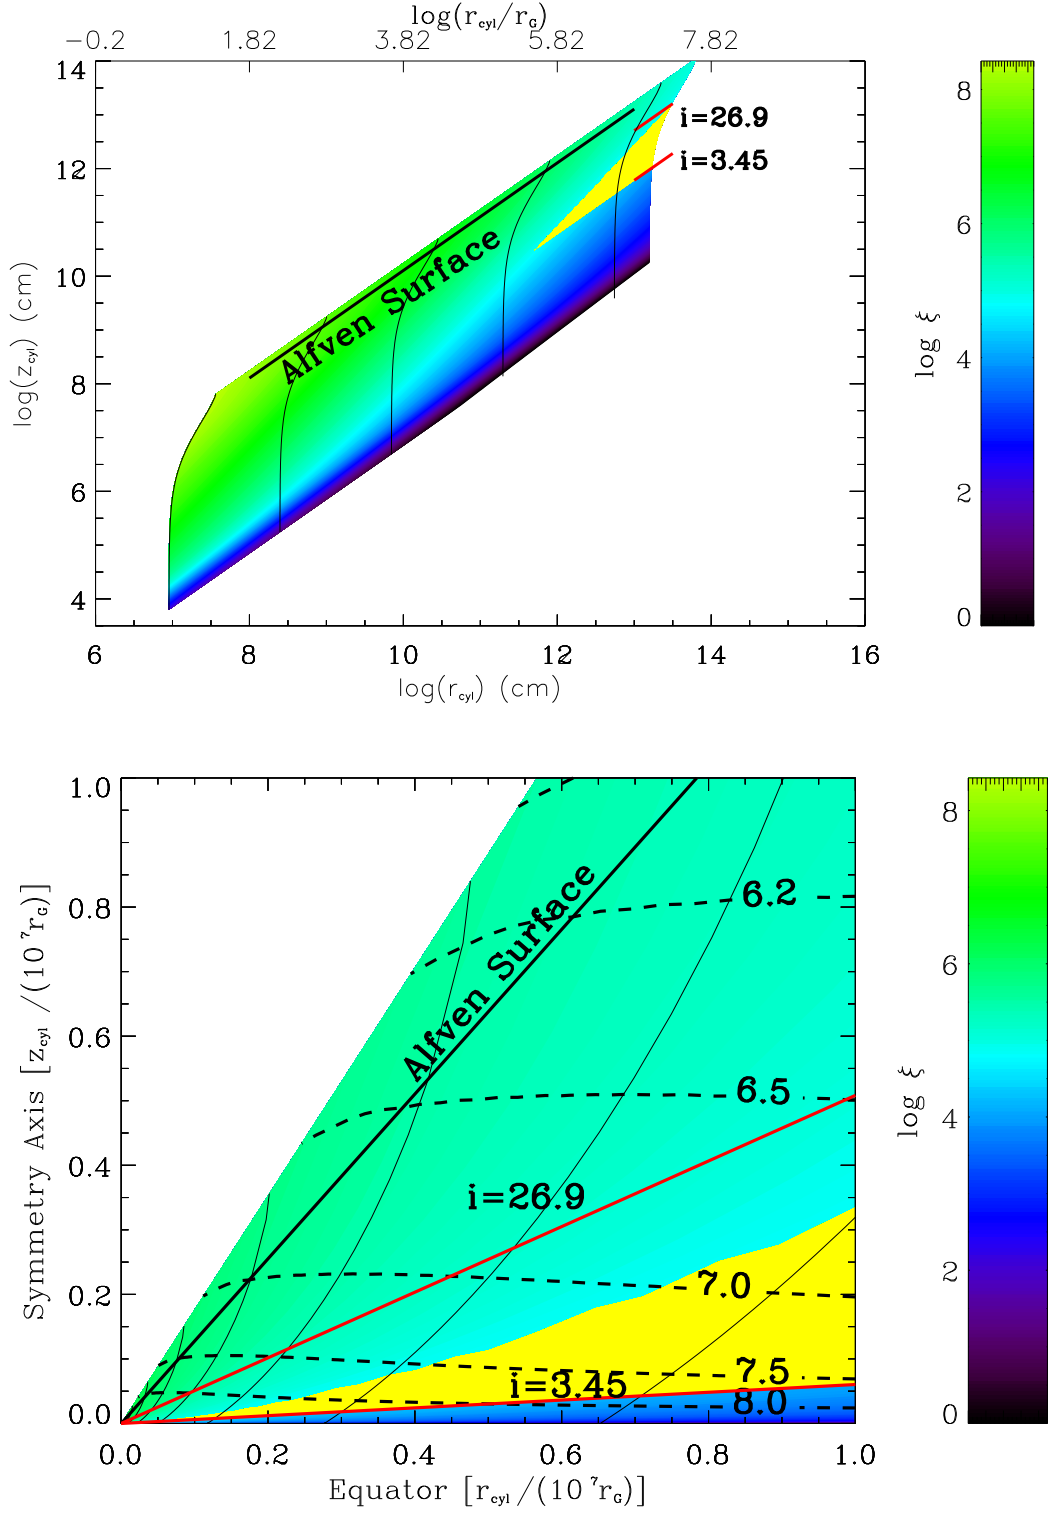 log(r_cyl/r_G)
−0.2 1.82 3.82 5.82 7.82
14
12
10
8
6
4
log(z_cyl) (cm)
i=26.9
i=3.45
Alfven Surface
6 8 10 12 14 16
log(r_cyl) (cm)
8
6
4
2
0
log ξ
1.0
0.8
0.6
0.4
0.2
0.0
Symmetry Axis [z_cyl/(10^7r_G)]
Alfven Surface
6.2
6.5
i=26.9
7.0
7.5
i=3.45
8.0
0.0 0.2 0.4 0.6 0.8 1.0
Equator [r_cyl/(10^7r_G)]
8
6
4
2
0
log ξ